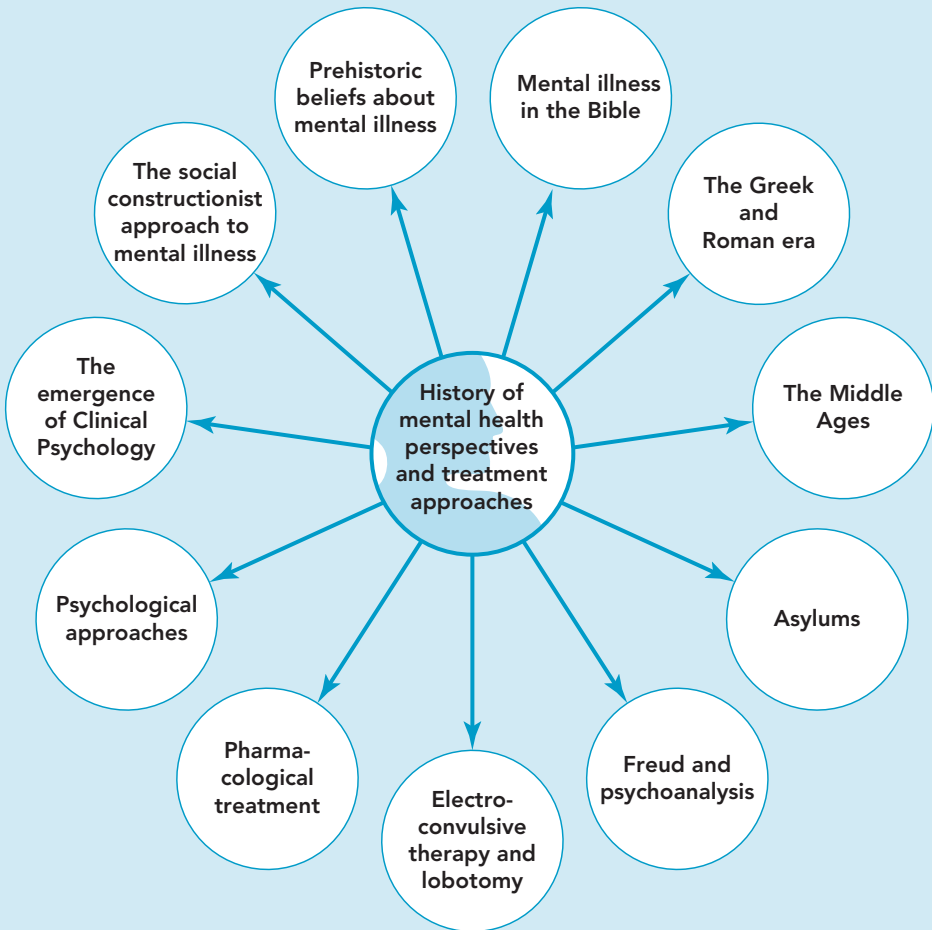 Prehistoric
beliefs about
mental illness
Mental illness
in the Bible
The Greek
and
Roman era
The Middle
Ages
Asylums
Freud and
psychoanalysis
Electro-
convulsive
therapy and
lobotomy
Pharma-
cological
treatment
Psychological
approaches
The
emergence
of Clinical
Psychology
The social
constructionist
approach to
mental illness
History of
mental health
perspectives
and treatment
approaches